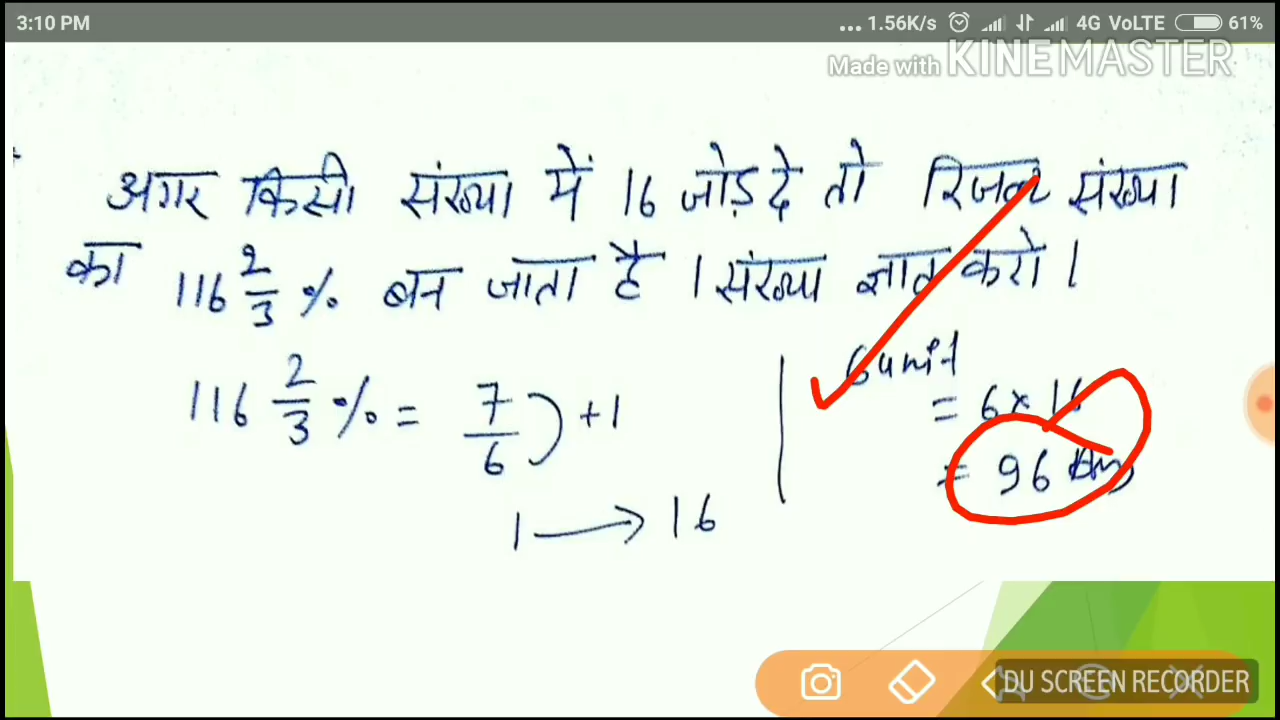 3:10 PM ... 1.56K/s 4G VoLTE 61%
Made with KINEMASTER
अगर किसी संख्या में 16 जोड़ दे तो संख्या
का 116 2/3 % बन जाता है । संख्या ज्ञात करो ।
116 2/3 % = 7/6 ) +1
1 → 16
6 unit
= 6 × 16
= 96 Ans
DU SCREEN RECORDER